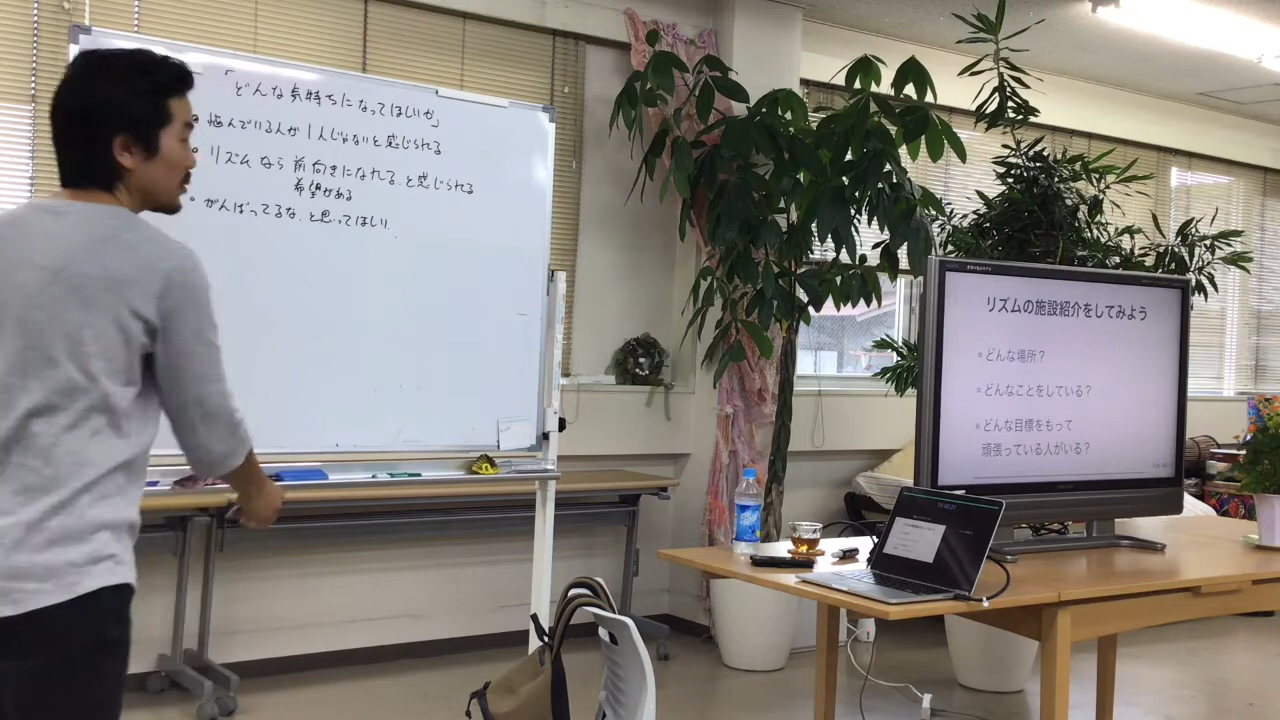 「どんな気持ちになってほしいか」
• 悩んでいる人が1人じゃないと感じられる
• リズムなら前向きになれる、と感じられる
希望がある
• がんばってるな、と思ってほしい、
リズムの施設紹介をしてみよう
•どんな場所？
•どんなことをしている？
•どんな目標をもって
頑張っている人がいる？